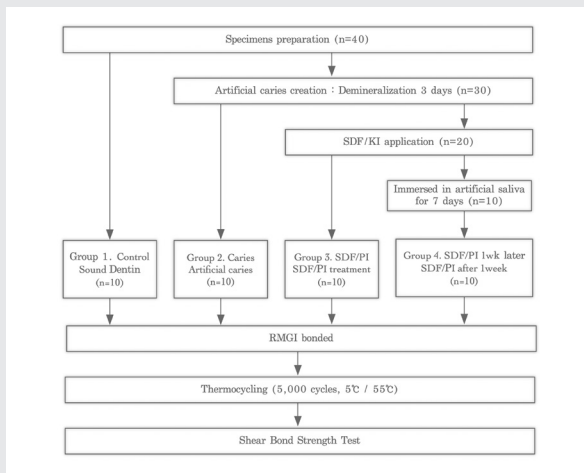 Specimens preparation (n=40)
Artificial caries creation : Demineralization 3 days (n=30)
SDF/KI application (n=20)
Immersed in artificial saliva
for 7 days (n=10)
Group 1. Control
Sound Dentin
(n=10)
Group 2. Caries
Artificial caries
(n=10)
Group 3. SDF/PI
SDF/PI treatment
(n=10)
Group 4. SDF/PI 1wk later
SDF/PI after 1week
(n=10)
RMGI bonded
Thermocycling (5,000 cycles, 5℃ / 55℃)
Shear Bond Strength Test